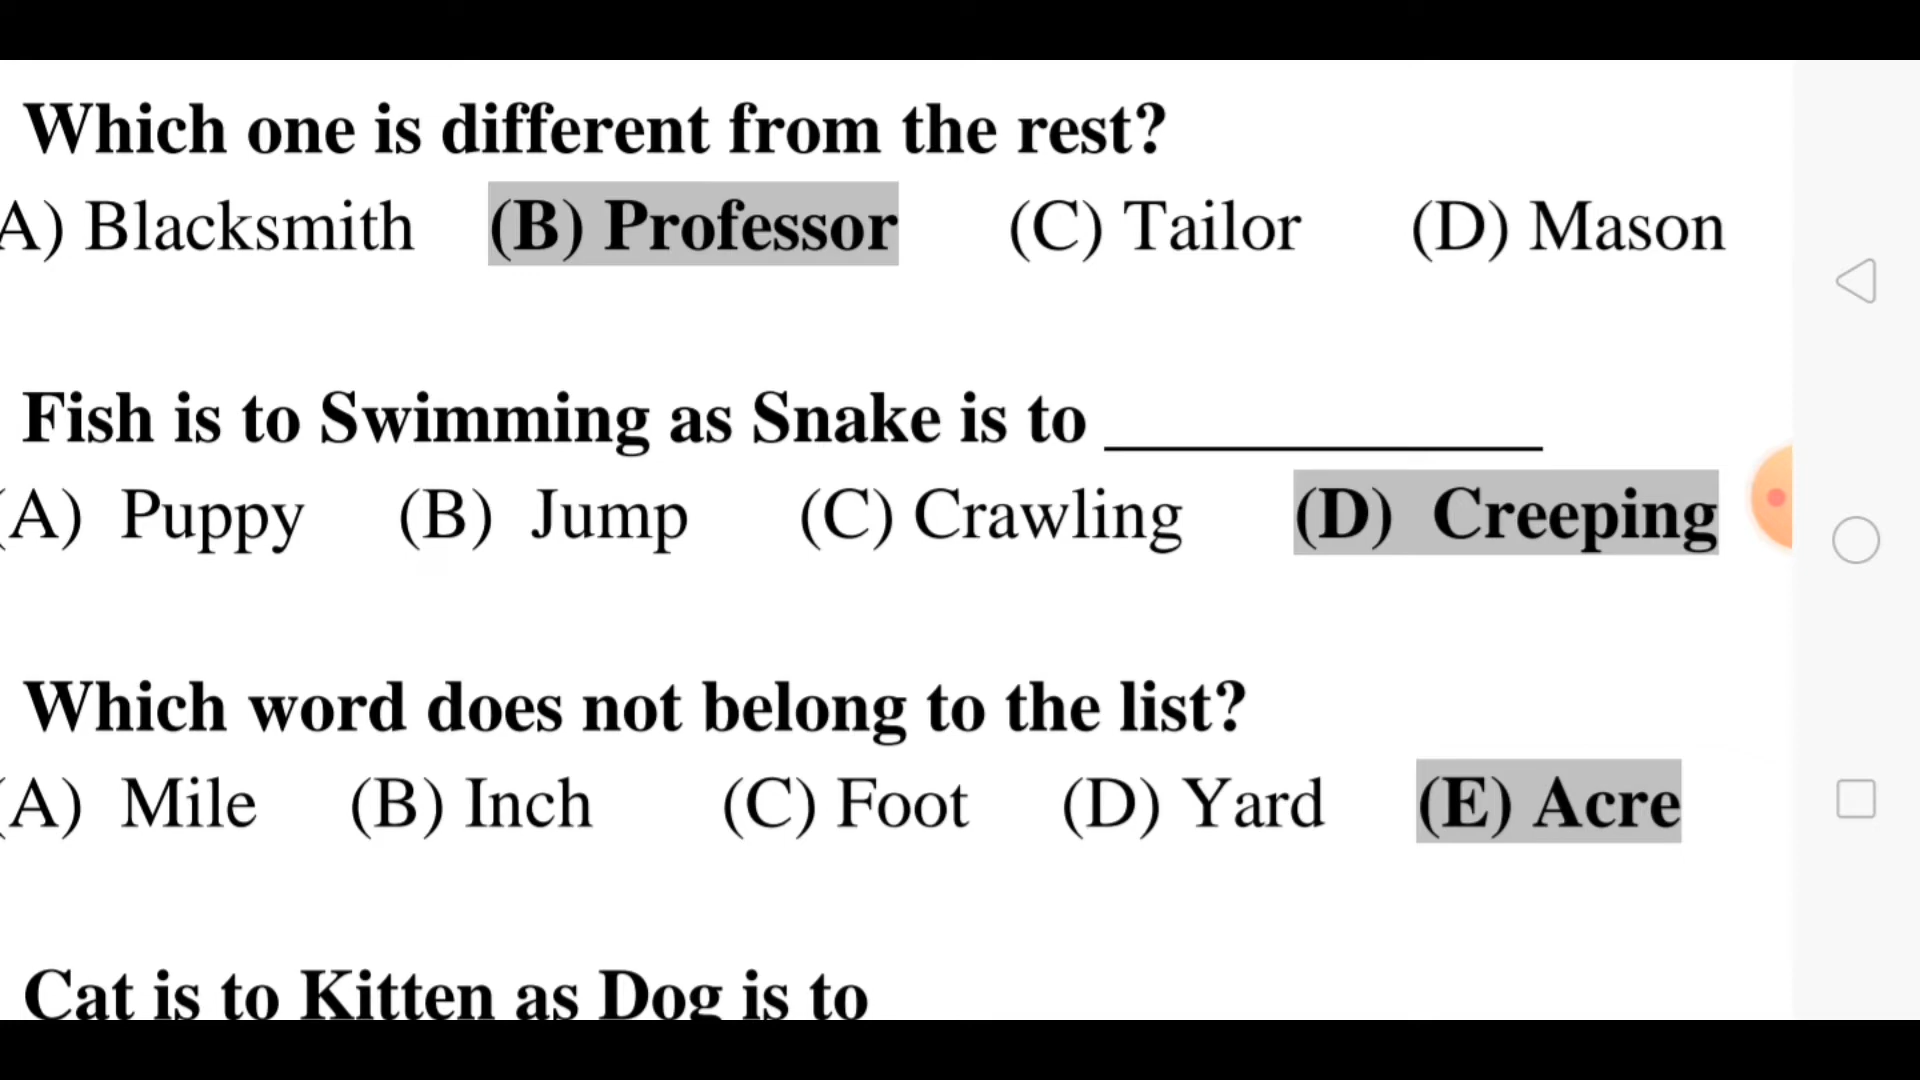 Which one is different from the rest?
A) Blacksmith (B) Professor (C) Tailor (D) Mason
Fish is to Swimming as Snake is to ____________
(A) Puppy (B) Jump (C) Crawling (D) Creeping
Which word does not belong to the list?
(A) Mile (B) Inch (C) Foot (D) Yard (E) Acre
Cat is to Kitten as Dog is to